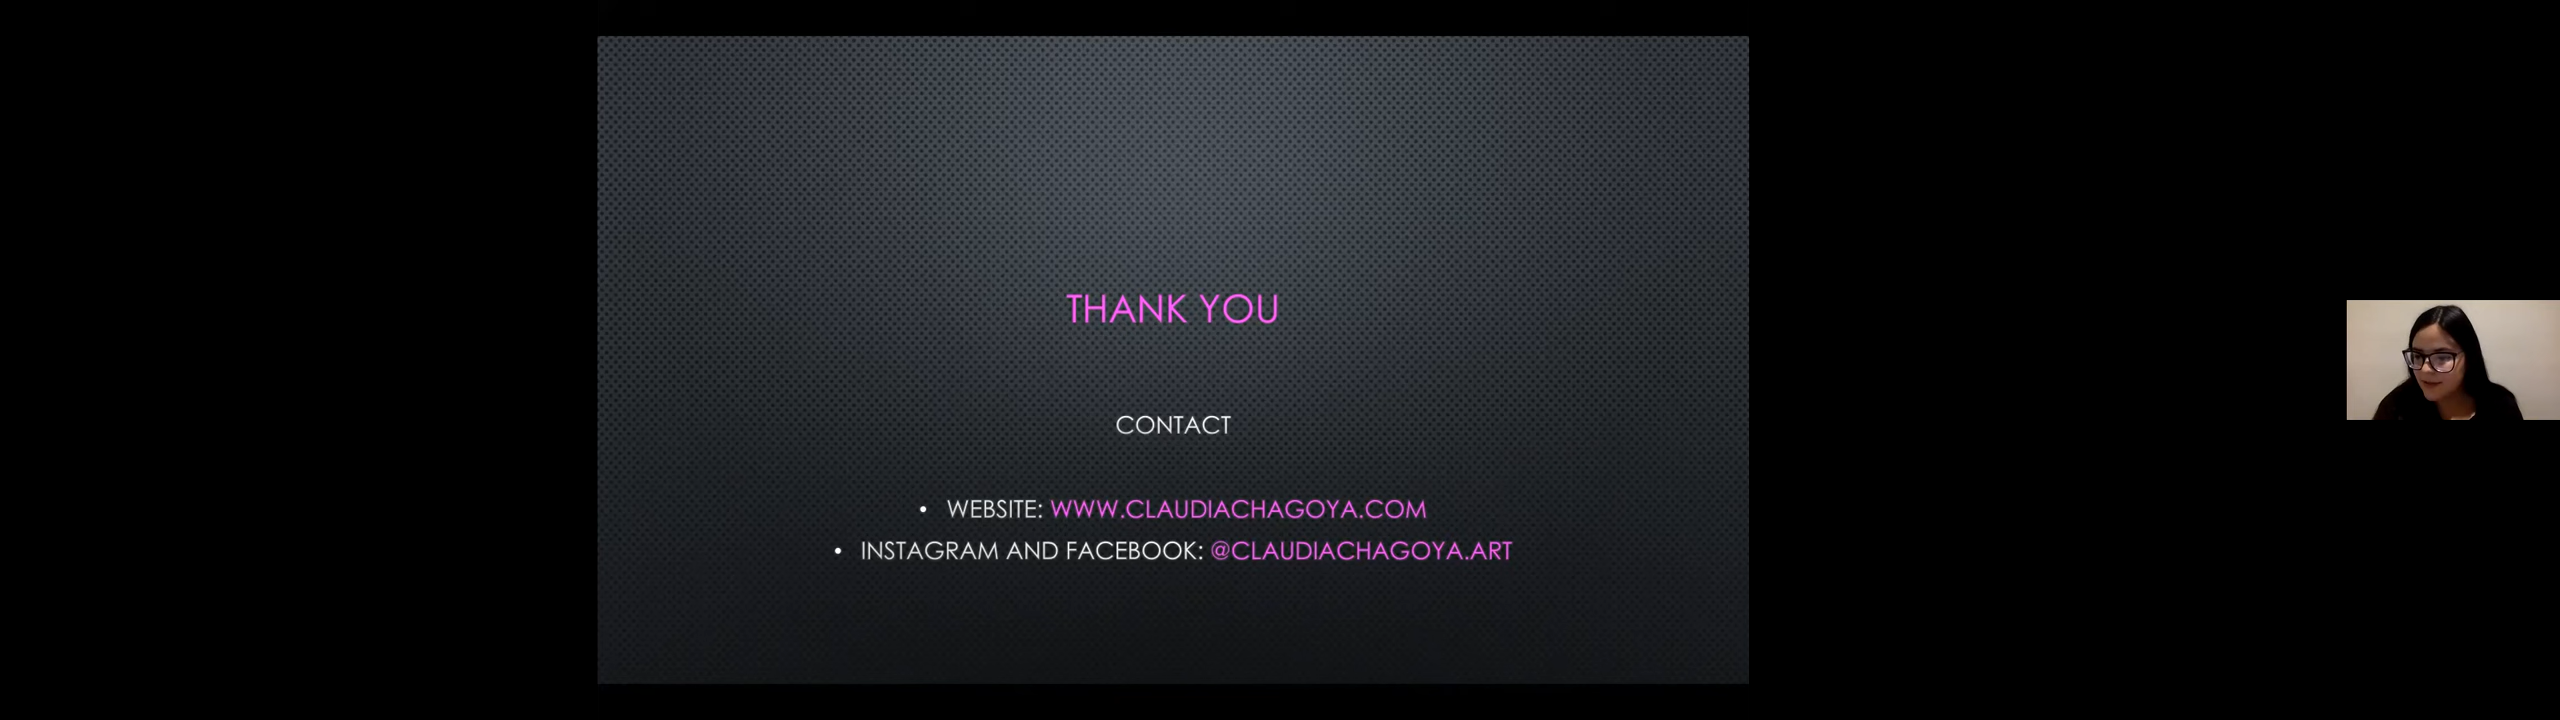 THANK YOU
CONTACT
• WEBSITE: WWW.CLAUDIACHAGOYA.COM
• INSTAGRAM AND FACEBOOK: @CLAUDIACHAGOYA.ART